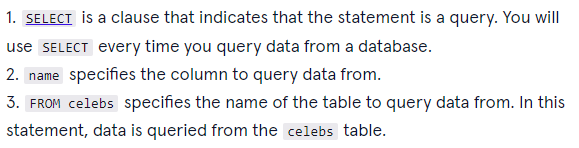 1. SELECT is a clause that indicates that the statement is a query. You will
use SELECT every time you query data from a database.
2. name specifies the column to query data from.
3. FROM celebs specifies the name of the table to query data from. In this
statement, data is queried from the celebs table.